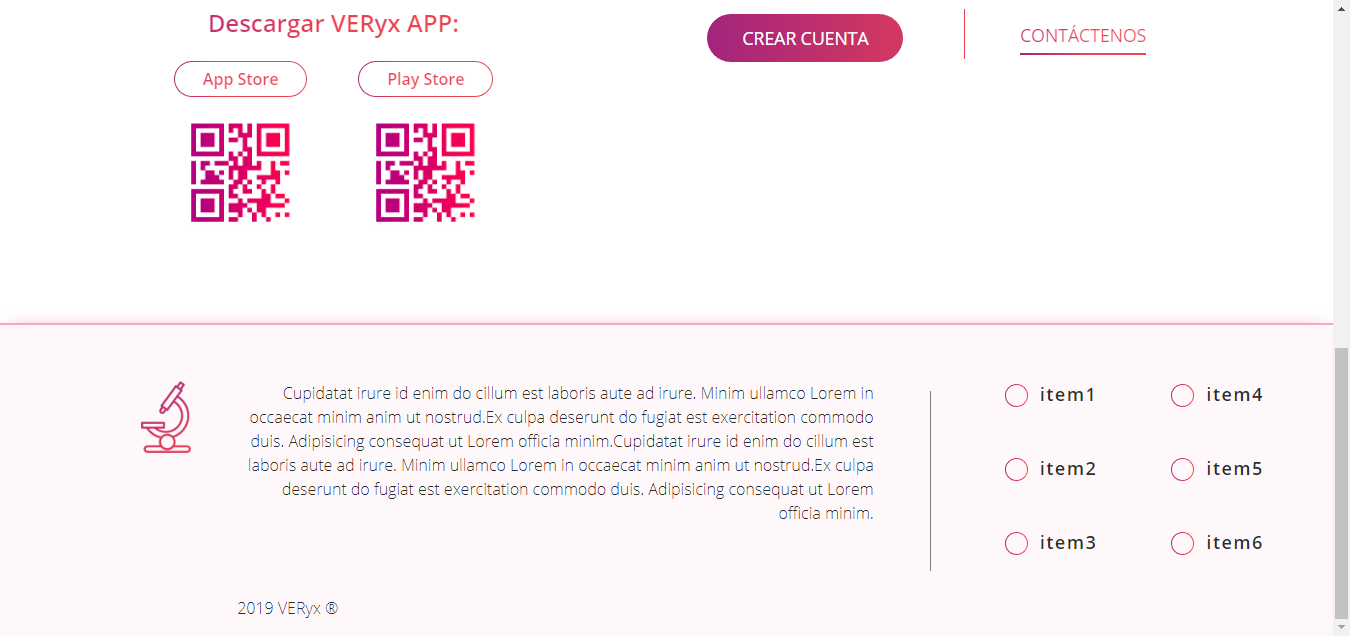 Descargar VERyx APP:
App Store
Play Store
CREAR CUENTA
CONTÁCTENOS
Cupidatat irure id enim do cillum est laboris aute ad irure. Minim ullamco Lorem in
occaecat minim anim ut nostrud.Ex culpa deserunt do fugiat est exercitation commodo
duis. Adipisicing consequat ut Lorem officia minim.Cupidatat irure id enim do cillum est
laboris aute ad irure. Minim ullamco Lorem in occaecat minim anim ut nostrud.Ex culpa
deserunt do fugiat est exercitation commodo duis. Adipisicing consequat ut Lorem
officia minim.
item1
item4
item2
item5
item3
item6
2019 VERyx ®